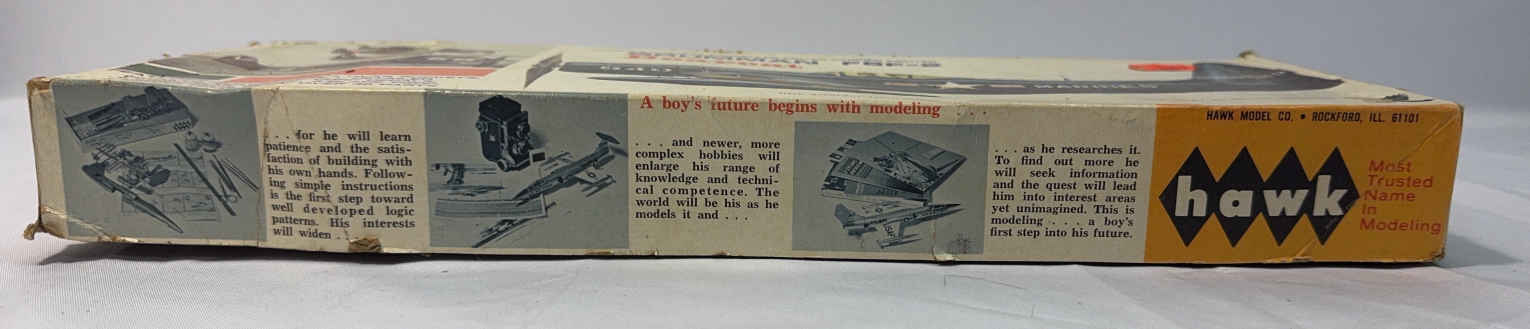 A boy's future begins with modeling . . .
. . . for he will learn
patience and the satis-
faction of building with
his own hands. Follow-
ing simple instructions
is the first step toward
well developed logic
patterns. His interests
will widen . . .
. . . and newer, more
complex hobbies will
enlarge his range of
knowledge and techni-
cal competence. The
world will be his as he
models it and . . .
. . . as he researches it.
To find out more he
will seek information
and the quest will lead
him into interest areas
yet unimagined. This is
modeling . . . . a boy's
first step into his future.
HAWK MODEL CO. • ROCKFORD, ILL. 61101
hawk
Most
Trusted
Name
In
Modeling
MARINES